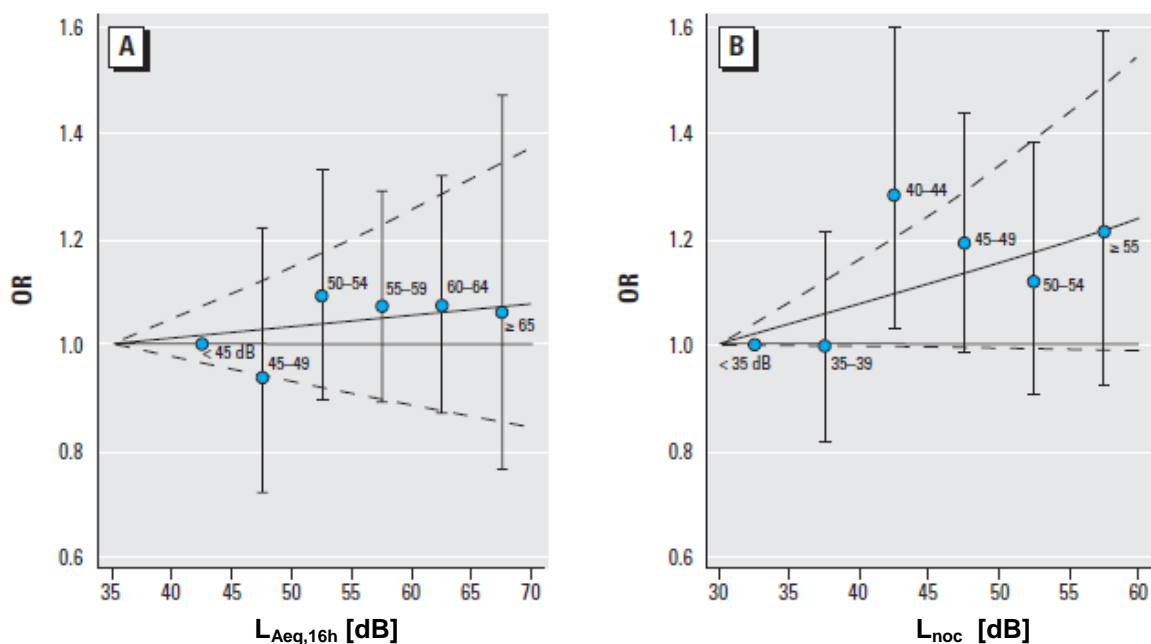 A
1.6
1.4
1.2
1.0
0.8
0.6
OR
50–54
55–59
60–64
< 45 dB
45–49
≥ 65
35 40 45 50 55 60 65 70
L_Aeq,16h [dB]
B
1.6
1.4
1.2
1.0
0.8
0.6
OR
40–44
45–49
≥ 55
50–54
< 35 dB
35–39
30 35 40 45 50 55 60
L_noc [dB]